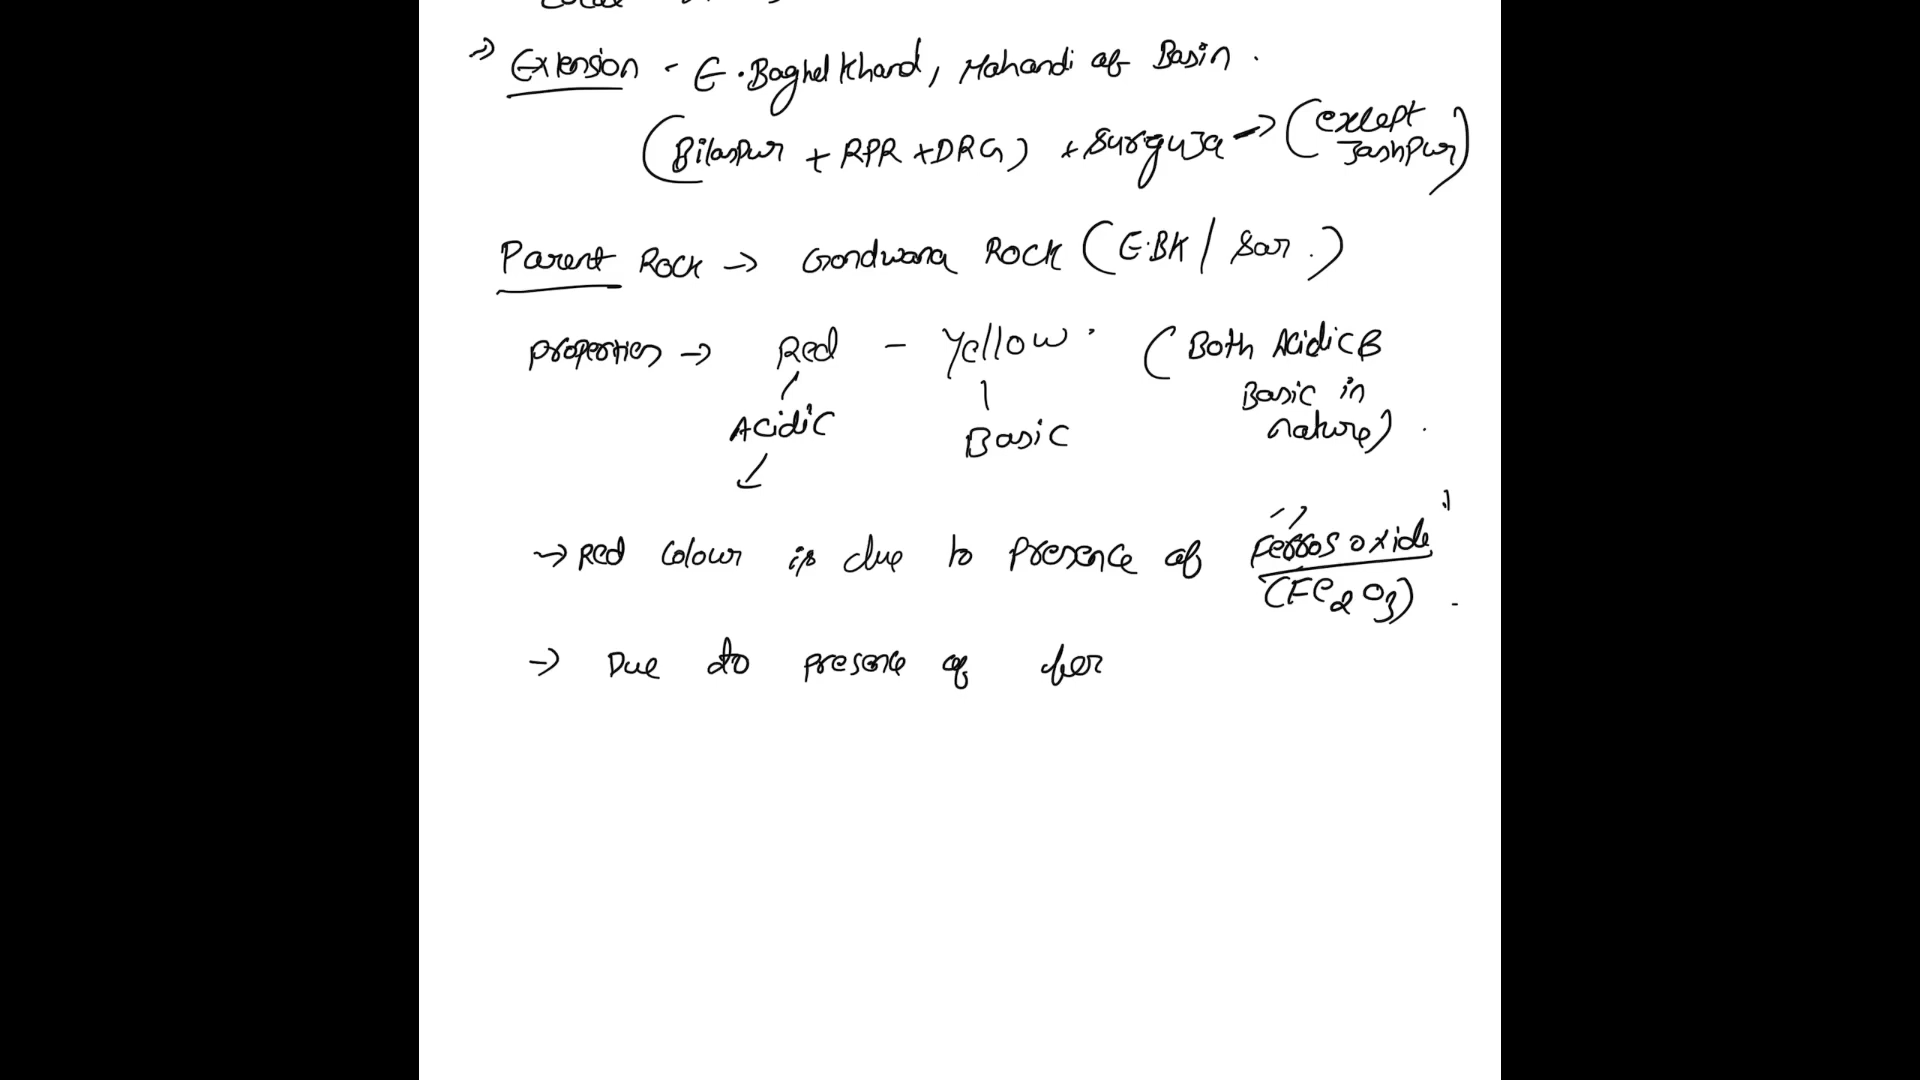 ⇒ Extension - E. Baghelkhand, Mahandi of Basin.
(Bilaspur + RPR + DRG) + Surguja → (except Jashpur)
Parent Rock → Gondwana Rock (E.BK / Sar.)
Properties → Red - Yellow. (Both Acidic & Basic in nature).
Acidic Basic
→ Red colour is due to presence of Ferros oxide
(Fe2O3).
→ Due to presence of fer